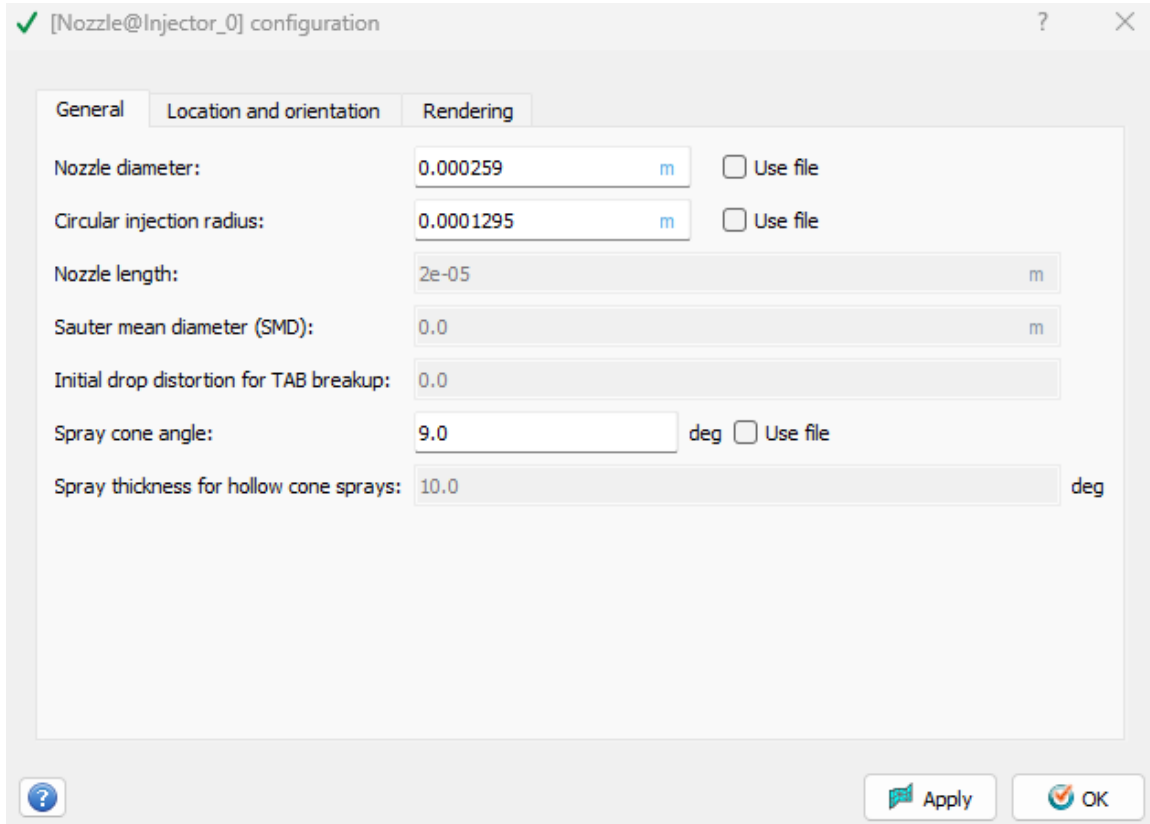 [Nozzle@Injector_0] configuration ?
General Location and orientation Rendering
Nozzle diameter: 0.000259 m Use file
Circular injection radius: 0.0001295 m Use file
Nozzle length: 2e-05 m
Sauter mean diameter (SMD): 0.0 m
Initial drop distortion for TAB breakup: 0.0
Spray cone angle: 9.0 deg Use file
Spray thickness for hollow cone sprays: 10.0 deg
? Apply OK